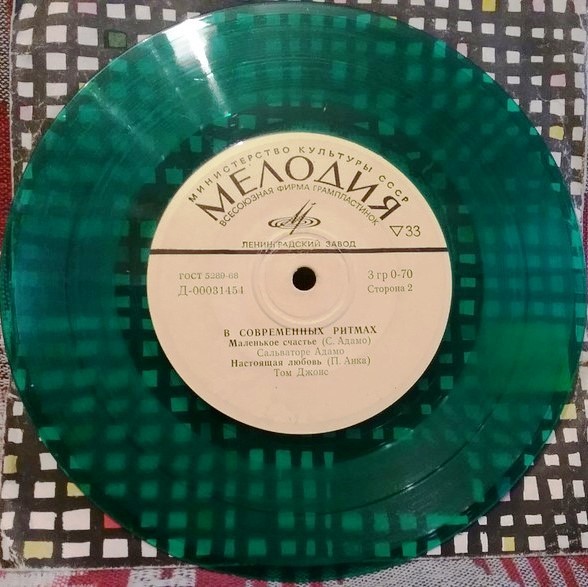 МИНИСТЕРСТВО КУЛЬТУРЫ СССР
МЕЛОДИЯ
ВСЕСОЮЗНАЯ ФИРМА ГРАМПЛАСТИНОК
▽33
ЛЕНИНГРАДСКИЙ ЗАВОД
ГОСТ 5289-68
3 гр 0-70
Д-00031454
Сторона 2
В СОВРЕМЕННЫХ РИТМАХ
Маленькое счастье (С. Адамо)
Сальваторе Адамо
Настоящая любовь (П. Анка)
Том Джонс